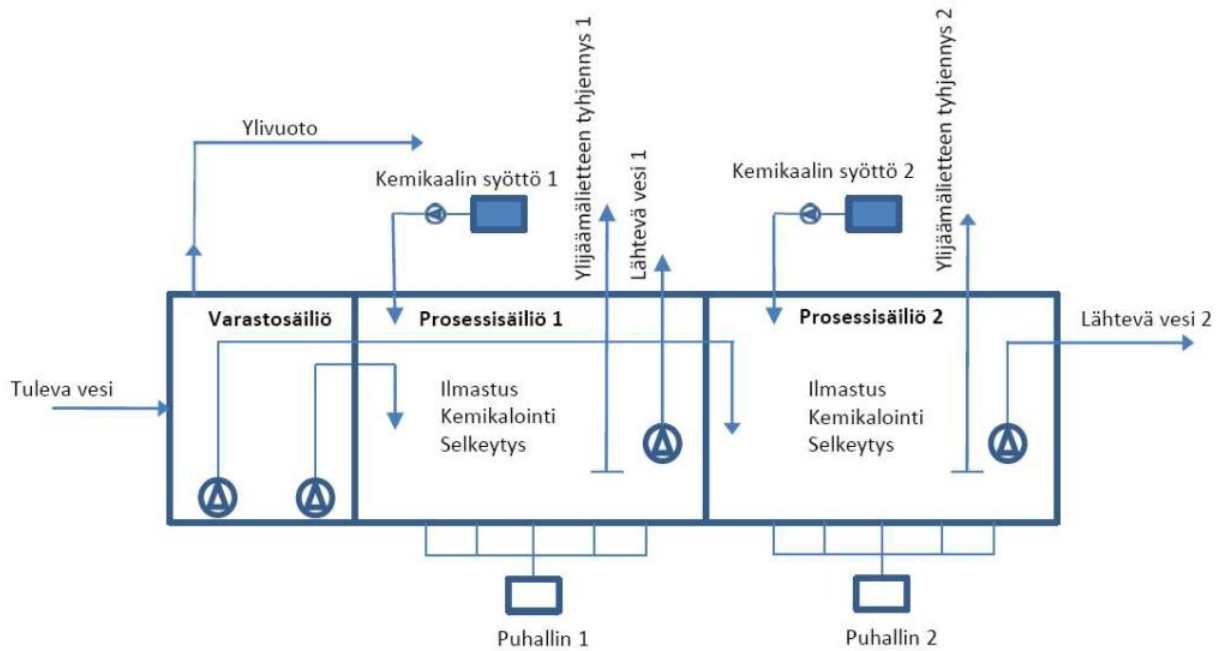 Ylivuoto
Kemikaalin syöttö 1
Ylijäämälietteen tyhjennys 1
Lähtevä vesi 1
Kemikaalin syöttö 2
Ylijäämälietteen tyhjennys 2
Varastosäiliö
Prosessisäiliö 1
Prosessisäiliö 2
Lähtevä vesi 2
Tuleva vesi
Ilmastus
Kemikalointi
Selkeytys
Ilmastus
Kemikalointi
Selkeytys
Puhallin 1
Puhallin 2